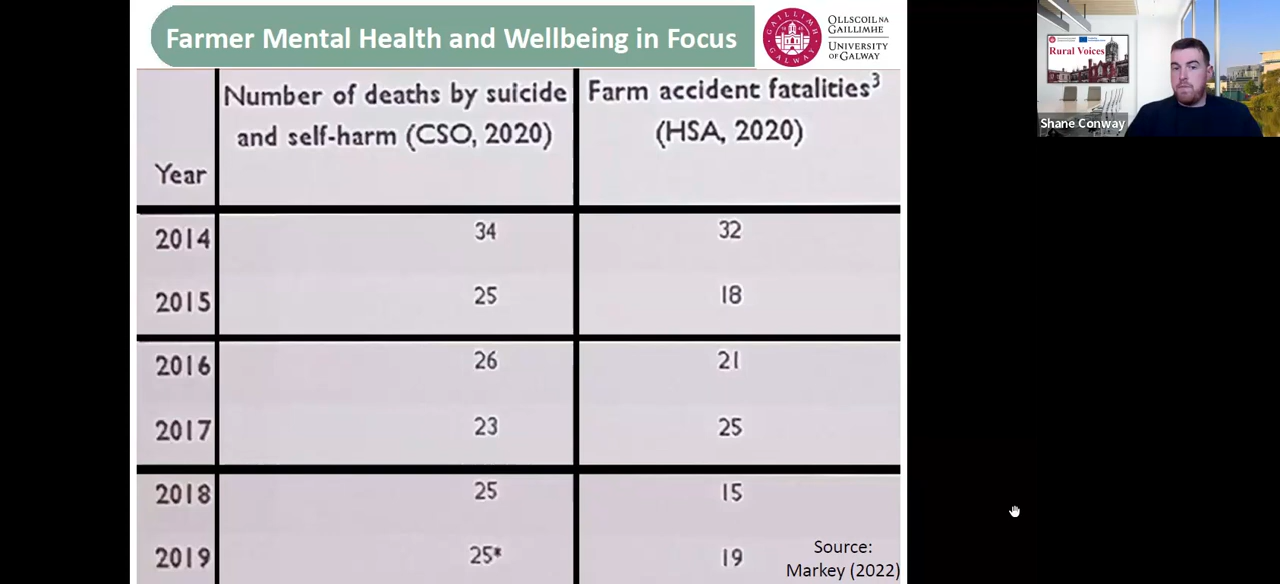 Farmer Mental Health and Wellbeing in Focus
GAILLIMH
GALWAY
OLLSCOIL NA
GAILLIMHE
UNIVERSITY
OF GALWAY
Rural Voices
Shane Conway
Year
Number of deaths by suicide
and self-harm (CSO, 2020)
Farm accident fatalities³
(HSA, 2020)
2014 34 32
2015 25 18
2016 26 21
2017 23 25
2018 25 15
2019 25* 19
Source:
Markey (2022)